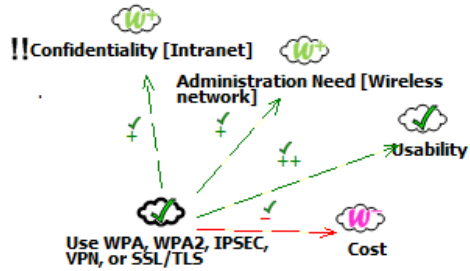 W+
W+
!!Confidentiality [Intranet]
Administration Need [Wireless
network]
+
+
++
Usability
-
W-
Use WPA, WPA2, IPSEC,
VPN, or SSL/TLS
Cost